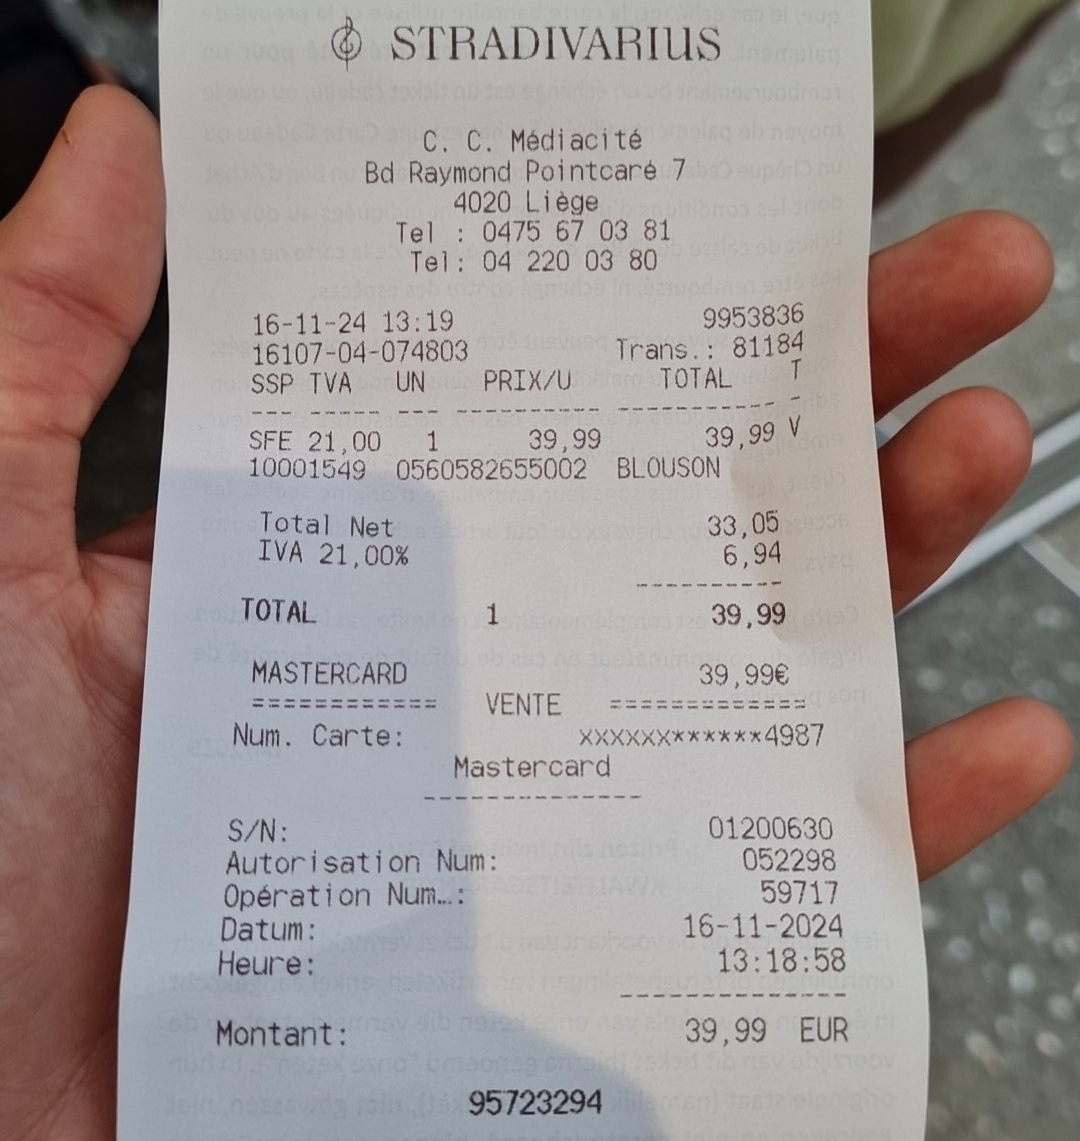 STRADIVARIUS
C. C. Médiacité
Bd Raymond Pointcaré 7
4020 Liège
Tel : 0475 67 03 81
Tel: 04 220 03 80
16-11-24 13:19 9953836
16107-04-074803 Trans.: 81184
SSP TVA UN PRIX/U TOTAL T
SFE 21,00 1 39,99 39,99 V
10001549 0560582655002 BLOUSON
Total Net 33,05
IVA 21,00% 6,94
TOTAL 1 39,99
MASTERCARD 39,99€
============ VENTE =============
Num. Carte: XXXXXX******4987
Mastercard
S/N: 01200630
Autorisation Num: 052298
Opération Num….: 59717
Datum: 16-11-2024
Heure: 13:18:58
Montant: 39,99 EUR
95723294